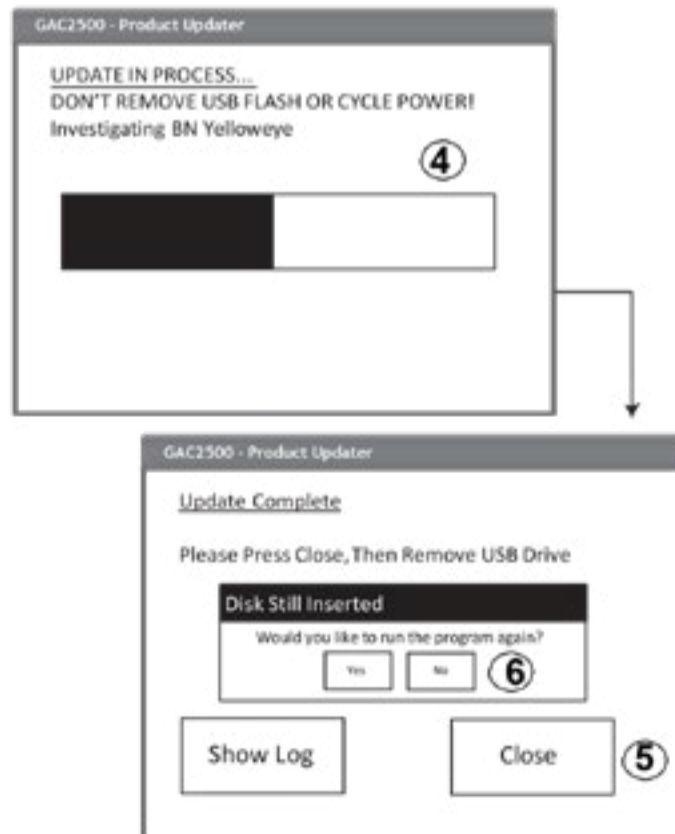 GAC2500 - Product Updater
UPDATE IN PROCESS...
DON'T REMOVE USB FLASH OR CYCLE POWER!
Investigating BN Yelloweye
4
GAC2500 - Product Updater
Update Complete
Please Press Close, Then Remove USB Drive
Disk Still Inserted
Would you like to run the program again?
Yes No 6
Show Log Close 5